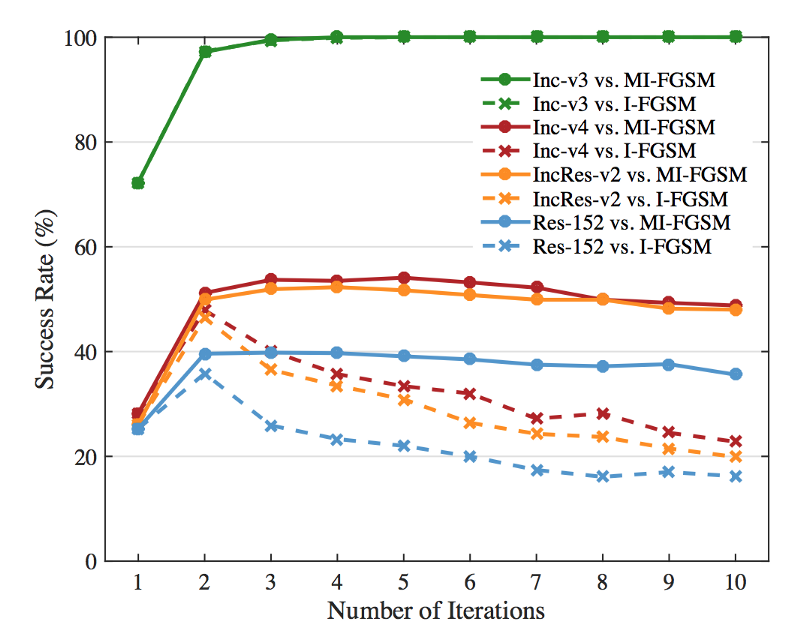 100
80
60
40
20
0
Success Rate (%)
Inc-v3 vs. MI-FGSM
Inc-v3 vs. I-FGSM
Inc-v4 vs. MI-FGSM
Inc-v4 vs. I-FGSM
IncRes-v2 vs. MI-FGSM
IncRes-v2 vs. I-FGSM
Res-152 vs. MI-FGSM
Res-152 vs. I-FGSM
1 2 3 4 5 6 7 8 9 10
Number of Iterations